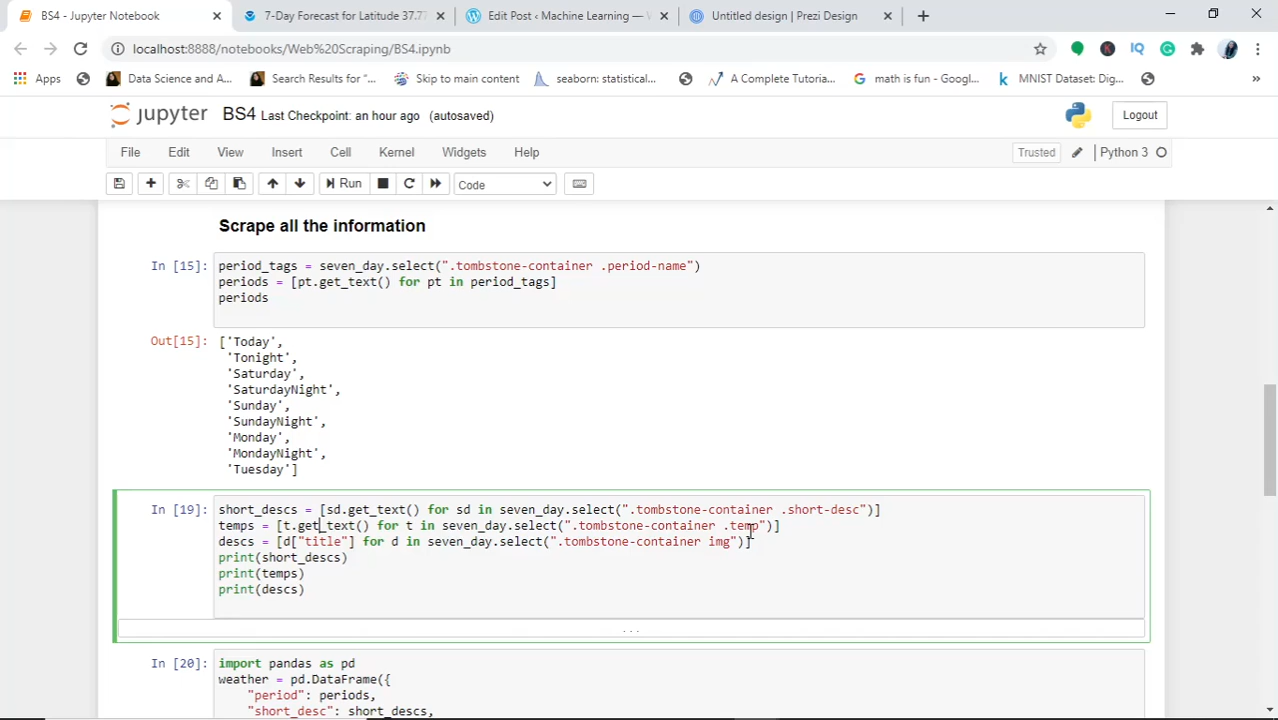 BS4 - Jupyter Notebook
7-Day Forecast for Latitude 37.77
Edit Post ‹ Machine Learning —
Untitled design | Prezi Design
localhost:8888/notebooks/Web%20Scraping/BS4.ipynb
Apps
Data Science and A...
Search Results for "...
Skip to main content
seaborn: statistical...
A Complete Tutoria...
math is fun - Googl...
MNIST Dataset: Dig...
»
jupyter BS4 Last Checkpoint: an hour ago (autosaved)
Logout
File Edit View Insert Cell Kernel Widgets Help
Trusted Python 3
Run
Code
Scrape all the information
In [15]: period_tags = seven_day.select(".tombstone-container .period-name")
periods = [pt.get_text() for pt in period_tags]
periods
Out[15]: ['Today',
'Tonight',
'Saturday',
'SaturdayNight',
'Sunday',
'SundayNight',
'Monday',
'MondayNight',
'Tuesday']
In [19]: short_descs = [sd.get_text() for sd in seven_day.select(".tombstone-container .short-desc")]
temps = [t.get_text() for t in seven_day.select(".tombstone-container .temp")]
descs = [d["title"] for d in seven_day.select(".tombstone-container img")]
print(short_descs)
print(temps)
print(descs)
...
In [20]: import pandas as pd
weather = pd.DataFrame({
"period": periods,
"short_desc": short_descs,